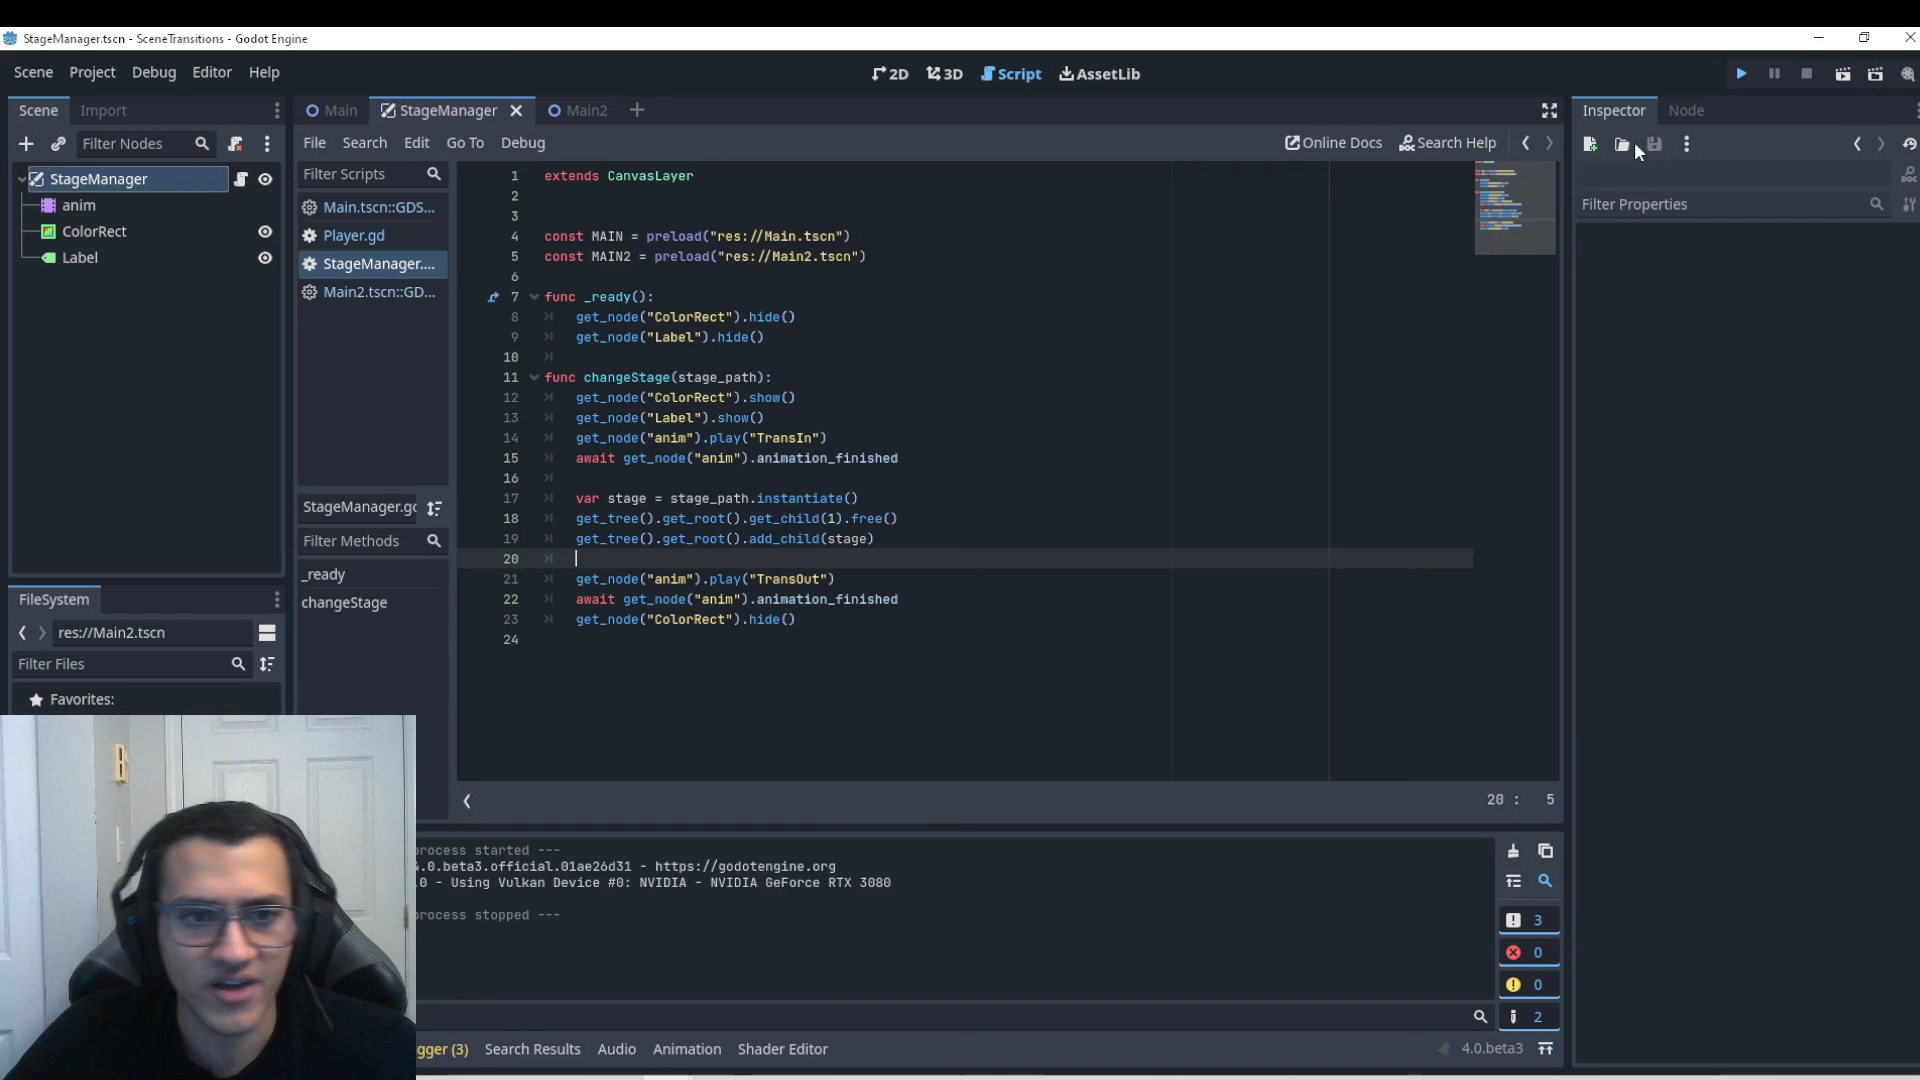 StageManager.tscn - SceneTransitions - Godot Engine
Scene Project Debug Editor Help
2D 3D Script AssetLib
Scene Import
Main StageManager Main2
Inspector Node
Filter Nodes
File Search Edit Go To Debug
Online Docs Search Help
StageManager
anim
ColorRect
Label
Filter Scripts
Main.tscn::GDS...
Player.gd
StageManager....
Main2.tscn::GD...
Filter Properties
1 extends CanvasLayer
2
3
4 const MAIN = preload("res://Main.tscn")
5 const MAIN2 = preload("res://Main2.tscn")
6
7 func _ready():
8 get_node("ColorRect").hide()
9 get_node("Label").hide()
10
11 func changeStage(stage_path):
12 get_node("ColorRect").show()
13 get_node("Label").show()
14 get_node("anim").play("TransIn")
15 await get_node("anim").animation_finished
16
17 var stage = stage_path.instantiate()
18 get_tree().get_root().get_child(1).free()
19 get_tree().get_root().add_child(stage)
20
21 get_node("anim").play("TransOut")
22 await get_node("anim").animation_finished
23 get_node("ColorRect").hide()
24
StageManager.gd
Filter Methods
_ready
changeStage
FileSystem
res://Main2.tscn
Filter Files
Favorites:
20 : 5
process started ---
4.0.beta3.official.01ae26d31 - https://godotengine.org
.0 - Using Vulkan Device #0: NVIDIA - NVIDIA GeForce RTX 3080
process stopped ---
3
0
0
2
gger (3) Search Results Audio Animation Shader Editor
4.0.beta3